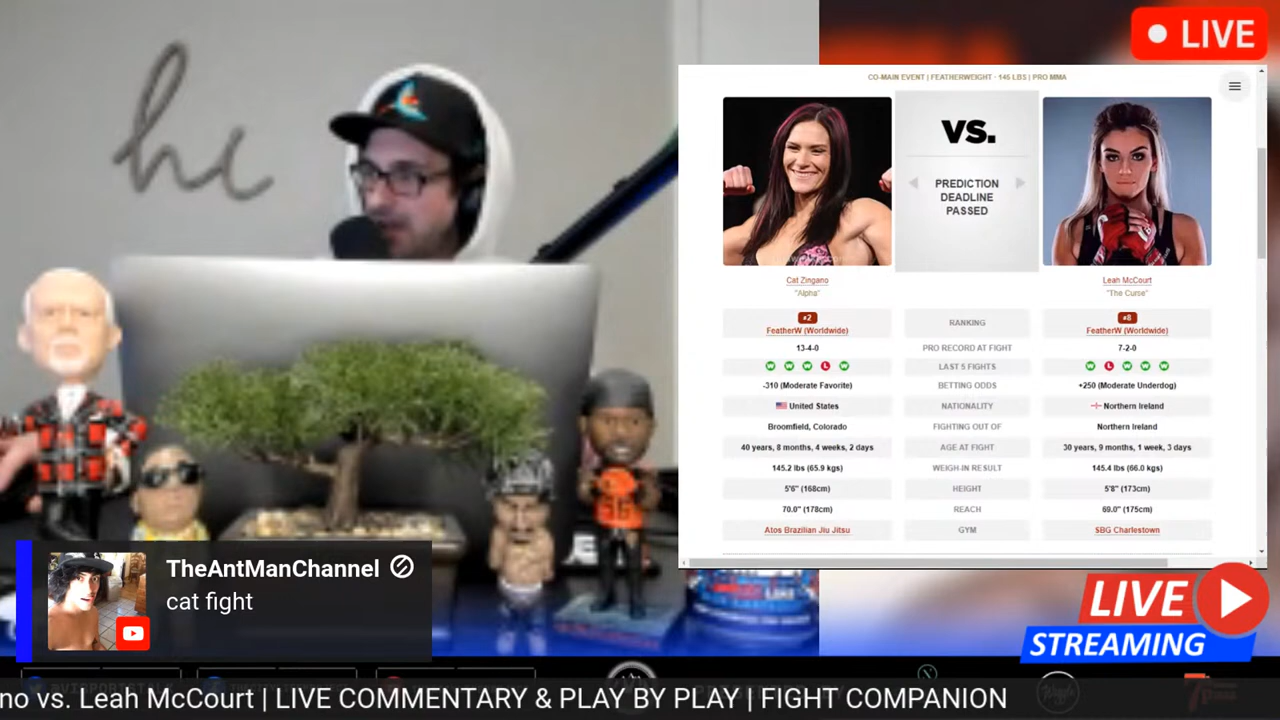 LIVE
hi
CO-MAIN EVENT | FEATHERWEIGHT · 145 LBS | PRO MMA
VS.
PREDICTION
DEADLINE
PASSED
Cat Zingano
"Alpha"
Leah McCourt
"The Curse"
#2
RANKING
#8
FeatherW (Worldwide)
FeatherW (Worldwide)
13-4-0
PRO RECORD AT FIGHT
7-2-0
W W W L W
LAST 5 FIGHTS
W L W W W
-310 (Moderate Favorite)
BETTING ODDS
+250 (Moderate Underdog)
United States
NATIONALITY
Northern Ireland
Broomfield, Colorado
FIGHTING OUT OF
Northern Ireland
40 years, 8 months, 4 weeks, 2 days
AGE AT FIGHT
30 years, 9 months, 1 week, 3 days
145.2 lbs (65.9 kgs)
WEIGH-IN RESULT
145.4 lbs (66.0 kgs)
5'6" (168cm)
HEIGHT
5'8" (173cm)
70.0" (178cm)
REACH
69.0" (175cm)
Atos Brazilian Jiu Jitsu
GYM
SBG Charlestown
TheAntManChannel
cat fight
LIVE
STREAMING
no vs. Leah McCourt | LIVE COMMENTARY & PLAY BY PLAY | FIGHT COMPANION